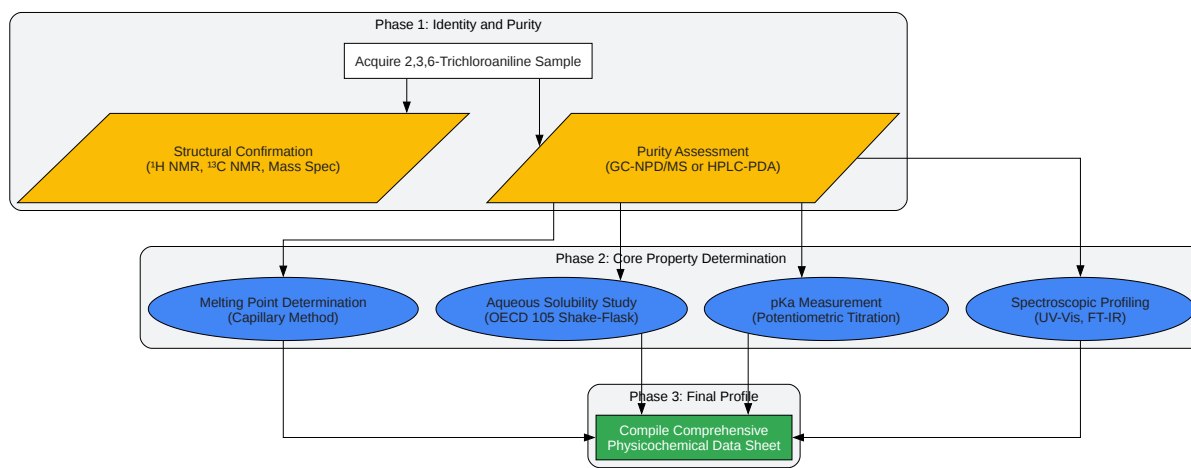 Phase 1: Identity and Purity
Acquire 2,3,6-Trichloroaniline Sample
Structural Confirmation
(¹H NMR, ¹³C NMR, Mass Spec)
Purity Assessment
(GC-NPD/MS or HPLC-PDA)
Phase 2: Core Property Determination
Melting Point Determination
(Capillary Method)
Aqueous Solubility Study
(OECD 105 Shake-Flask)
pKa Measurement
(Potentiometric Titration)
Spectroscopic Profiling
(UV-Vis, FT-IR)
Phase 3: Final Profile
Compile Comprehensive
Physicochemical Data Sheet